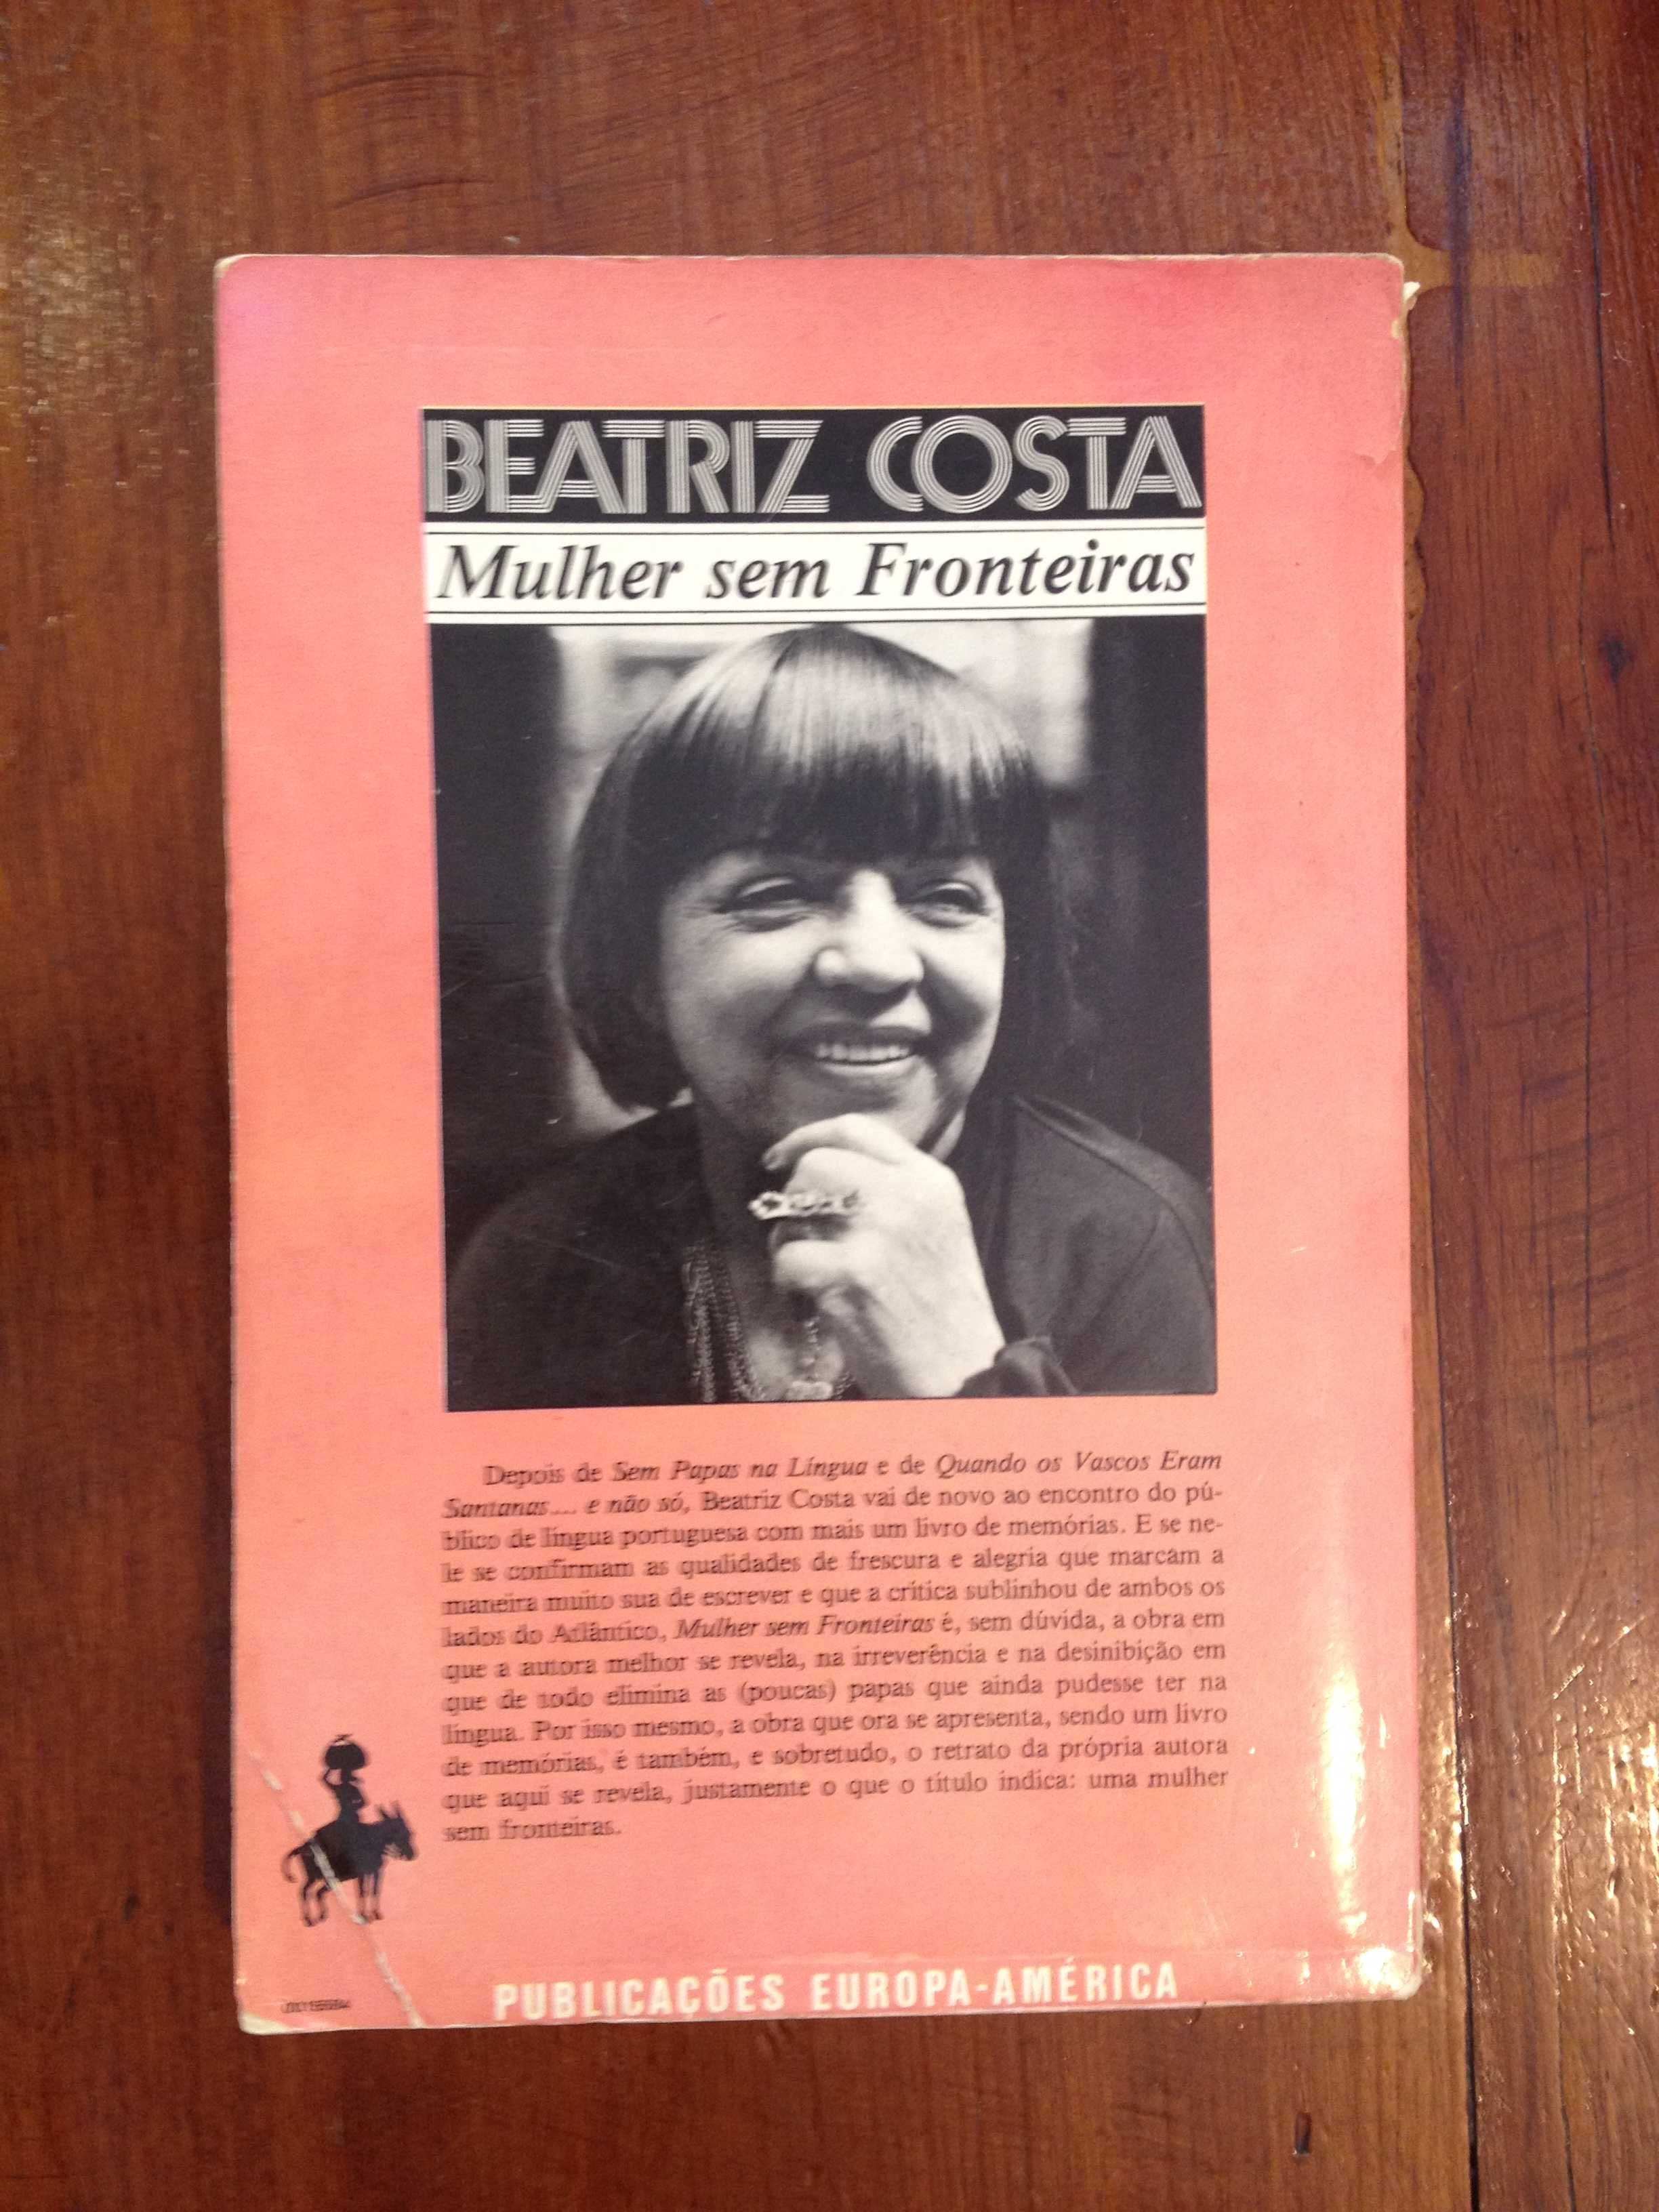 BEATRIZ COSTA
Mulher sem Fronteiras
Depois de Sem Papas na Língua e de Quando os Vascos Eram
Santanas... e não só, Beatriz Costa vai de novo ao encontro do pú-
blico de língua portuguesa com mais um livro de memórias. E se ne-
le se confirmam as qualidades de frescura e alegria que marcam a
maneira muito sua de escrever e que a crítica sublinhou de ambos os
lados do Atlântico, Mulher sem Fronteiras é, sem dúvida, a obra em
que a autora melhor se revela, na irreverência e na desinibição em
que de todo elimina as (poucas) papas que ainda pudesse ter na
língua. Por isso mesmo, a obra que ora se apresenta, sendo um livro
de memórias, é também, e sobretudo, o retrato da própria autora
que aqui se revela, justamente o que o título indica: uma mulher
sem fronteiras.
PUBLICAÇÕES EUROPA-AMÉRICA